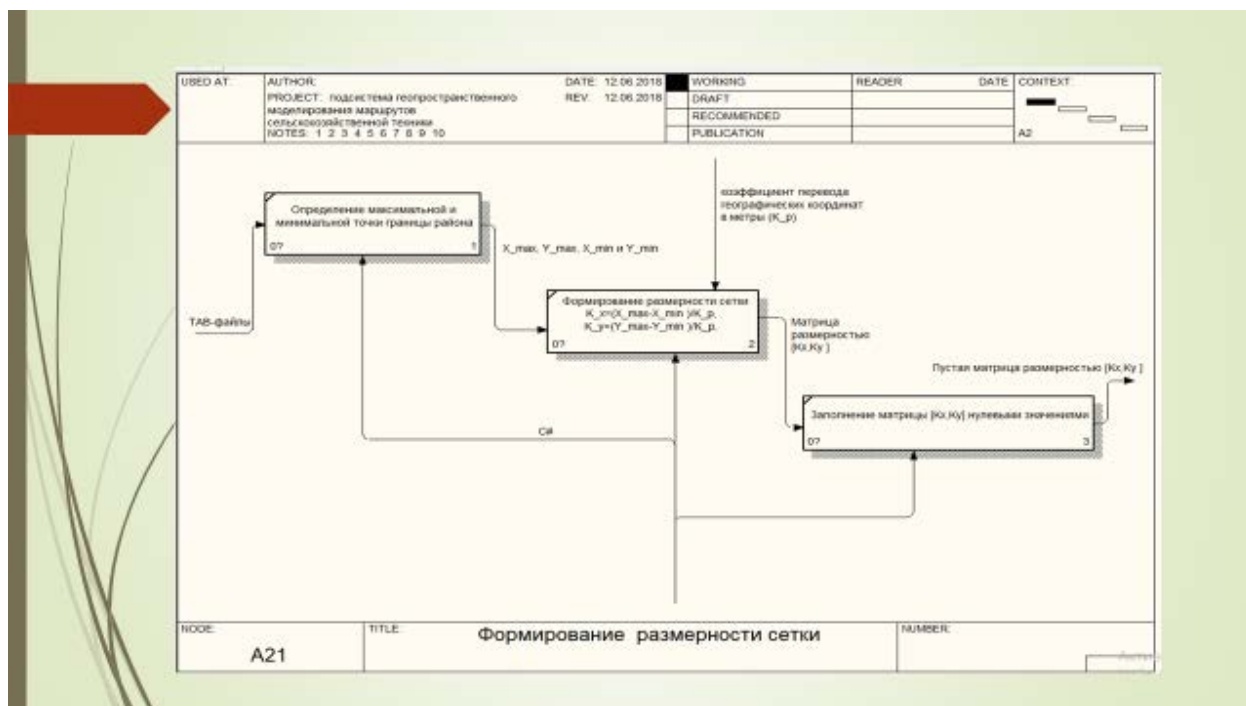 USED AT:
AUTHOR:
DATE: 12.06.2018
PROJECT: подсистема геопространственного
моделирования маршрутов
сельскохозяйственной техники
REV: 12.06.2018
NOTES: 1 2 3 4 5 6 7 8 9 10
WORKING
DRAFT
RECOMMENDED
PUBLICATION
READER
DATE
CONTEXT:
A2
коэффициент перевода
географических координат
в метры (K_p)
Определение максимальной и
минимальной точки границы района
0?
1
X_max, Y_max, X_min и Y_min
TAB-файлы
Формирование размерности сетки
K_x=(X_max-X_min )/K_p,
K_y=(Y_max-Y_min )/K_p.
0?
2
Матрица
размерностью
[Kx,Ky ]
Пустая матрица размерностью [Kx,Ky ]
Заполнение матрицы [Kx,Ky] нулевыми значениями
0?
3
C#
NODE:
A21
TITLE:
Формирование размерности сетки
NUMBER: